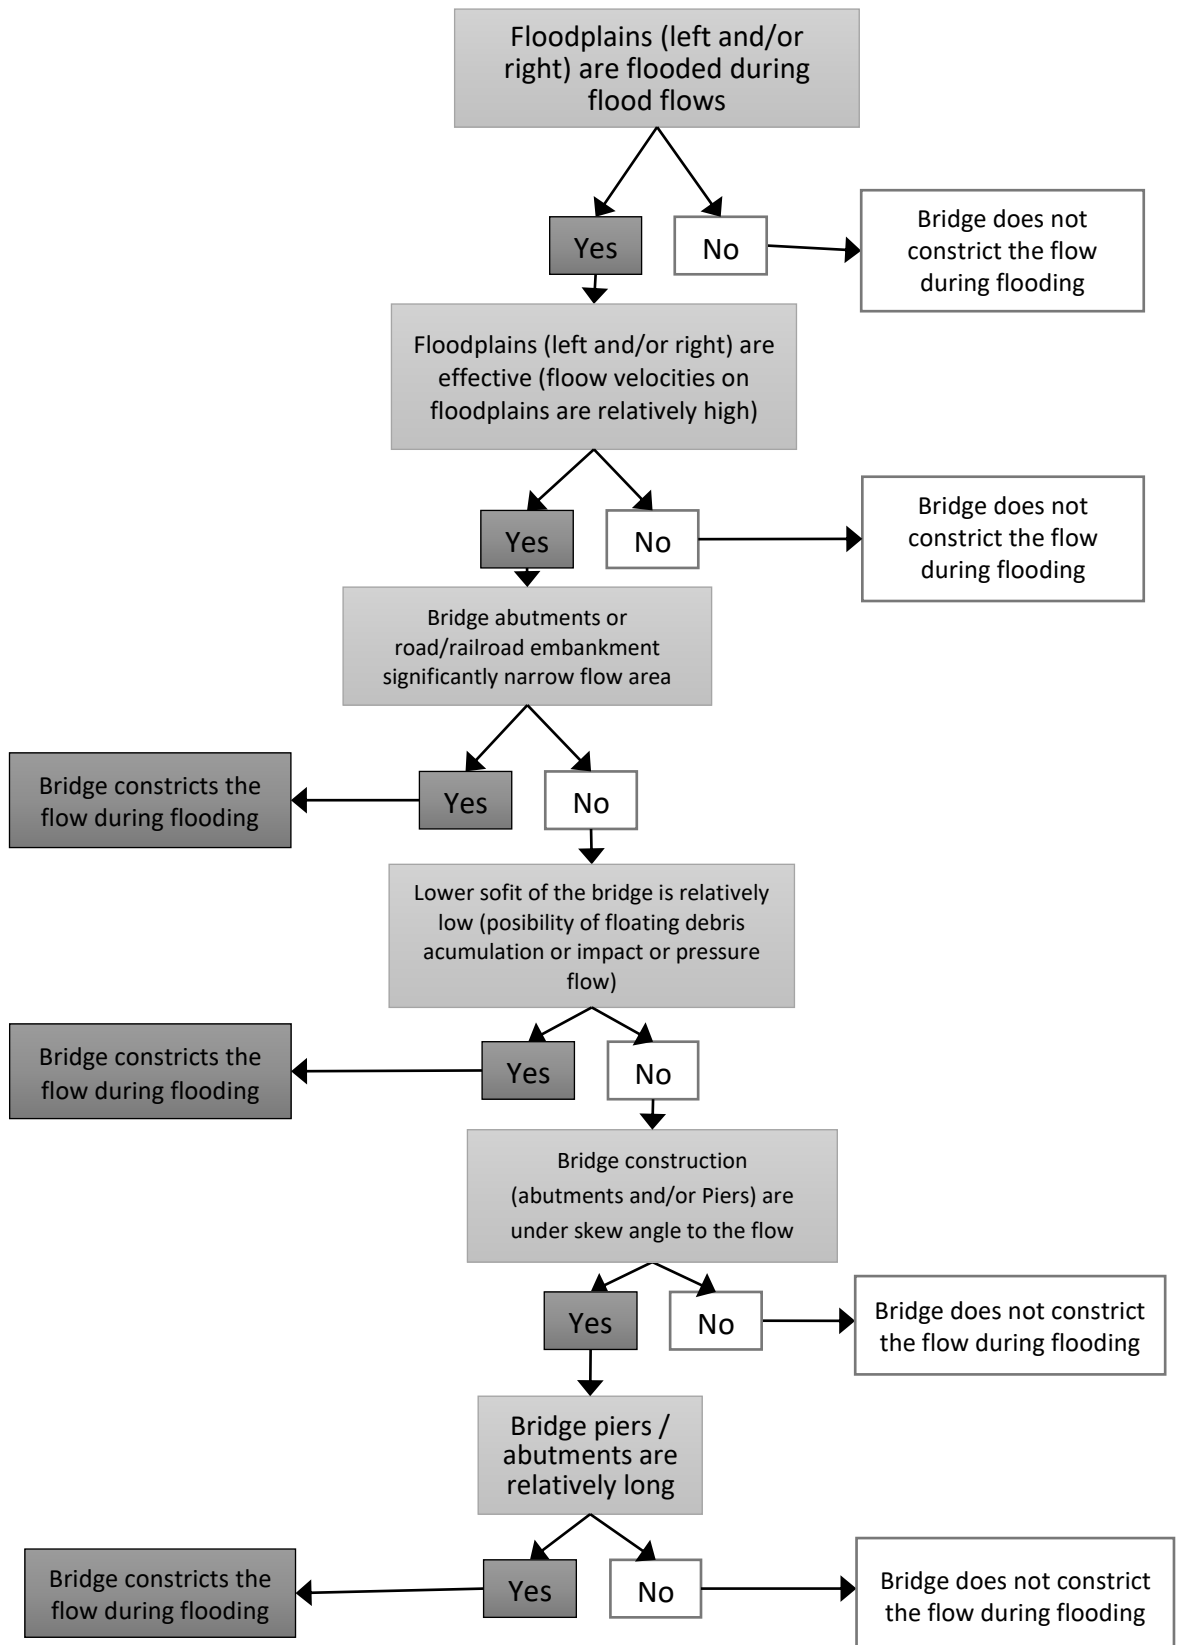 Floodplains (left and/or
right) are flooded during
flood flows
Yes
No
Bridge does not
constrict the flow
during flooding
Floodplains (left and/or right) are
effective (floow velocities on
floodplains are relatively high)
Yes
No
Bridge does not
constrict the flow
during flooding
Bridge abutments or
road/railroad embankment
significantly narrow flow area
Bridge constricts the
flow during flooding
Yes
No
Lower sofit of the bridge is relatively
low (posibility of floating debris
acumulation or impact or pressure
flow)
Bridge constricts the
flow during flooding
Yes
No
Bridge construction
(abutments and/or Piers) are
under skew angle to the flow
Yes
No
Bridge does not constrict
the flow during flooding
Bridge piers /
abutments are
relatively long
Bridge constricts the
flow during flooding
Yes
No
Bridge does not constrict
the flow during flooding